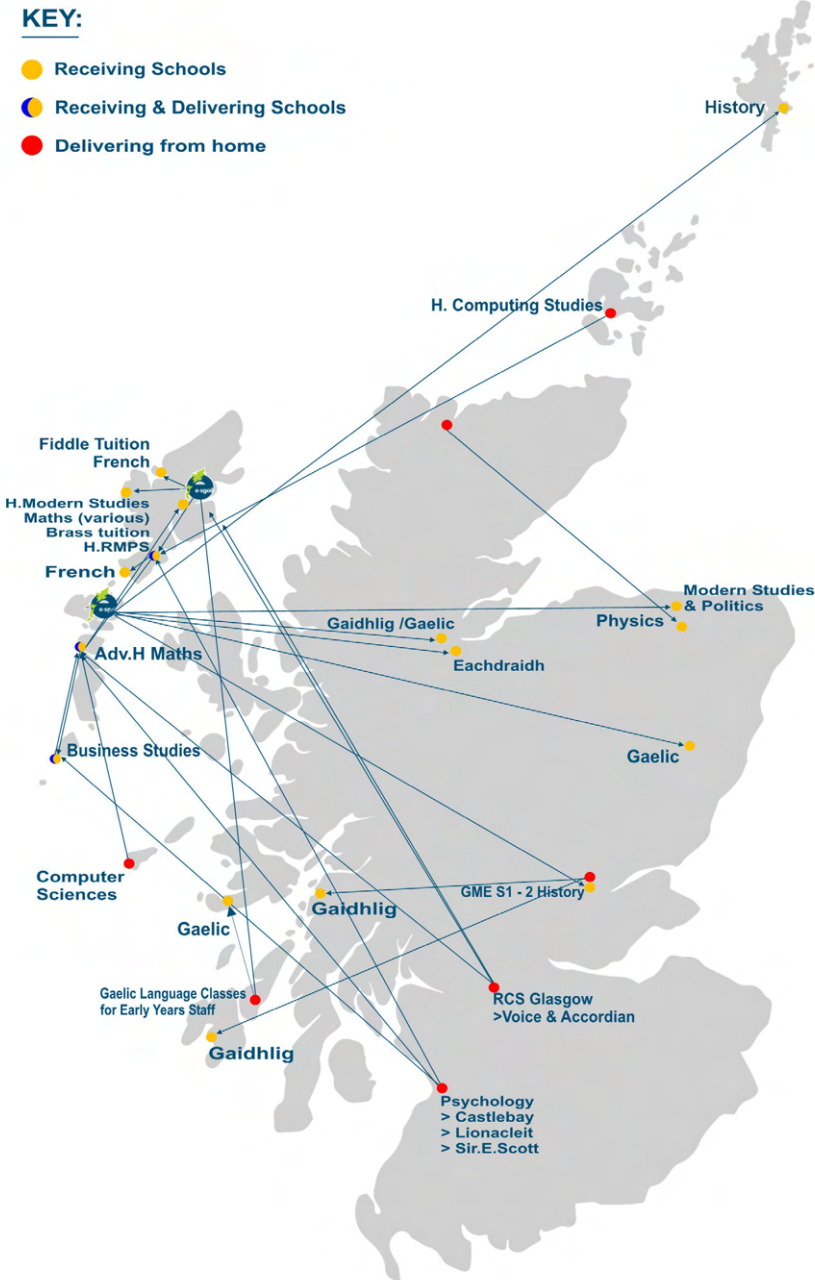 KEY:
Receiving Schools
Receiving & Delivering Schools
Delivering from home
History
H. Computing Studies
Fiddle Tuition
French
H.Modern Studies
Maths (various)
Brass tuition
H.RMPS
French
Modern Studies
& Politics
Physics
Gaidhlig /Gaelic
Eachdraidh
Adv.H Maths
Gaelic
Business Studies
Computer
Sciences
GME S1 - 2 History
Gaidhlig
Gaelic
Gaelic Language Classes
for Early Years Staff
RCS Glasgow
>Voice & Accordian
Gaidhlig
Psychology
> Castlebay
> Lionacleit
> Sir.E.Scott